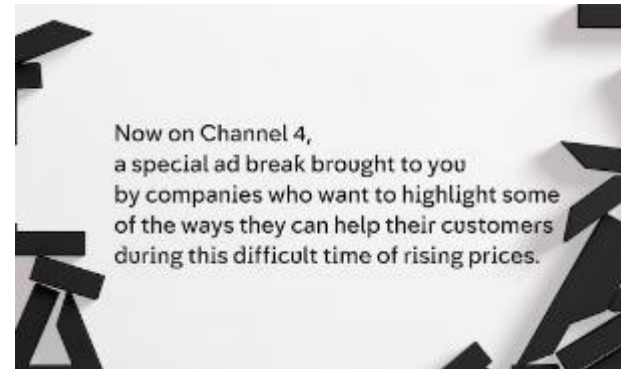 Now on Channel 4,
a special ad break brought to you
by companies who want to highlight some
of the ways they can help their customers
during this difficult time of rising prices.